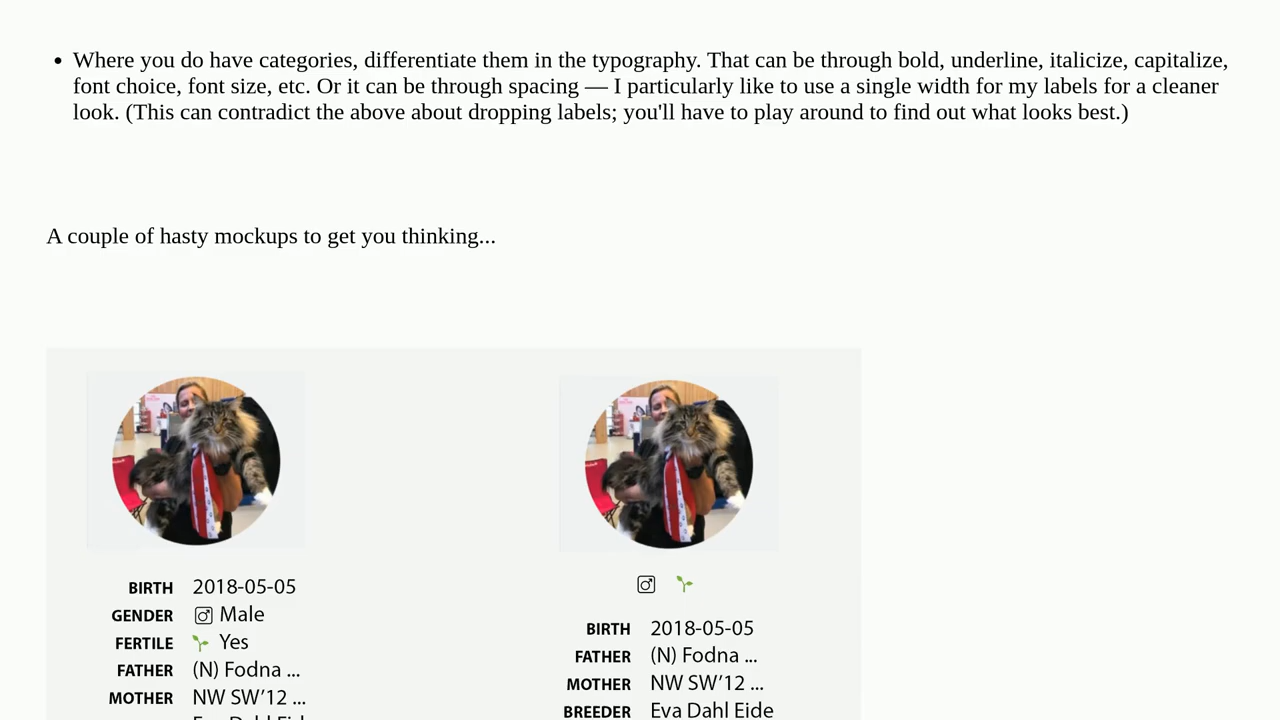 • Where you do have categories, differentiate them in the typography. That can be through bold, underline, italicize, capitalize,
font choice, font size, etc. Or it can be through spacing — I particularly like to use a single width for my labels for a cleaner
look. (This can contradict the above about dropping labels; you'll have to play around to find out what looks best.)
A couple of hasty mockups to get you thinking...
BIRTH 2018-05-05
GENDER Male
FERTILE Yes
FATHER (N) Fodna ...
MOTHER NW SW’12 ...
Eva Dahl Eide
BIRTH 2018-05-05
FATHER (N) Fodna ...
MOTHER NW SW’12 ...
BREEDER Eva Dahl Eide